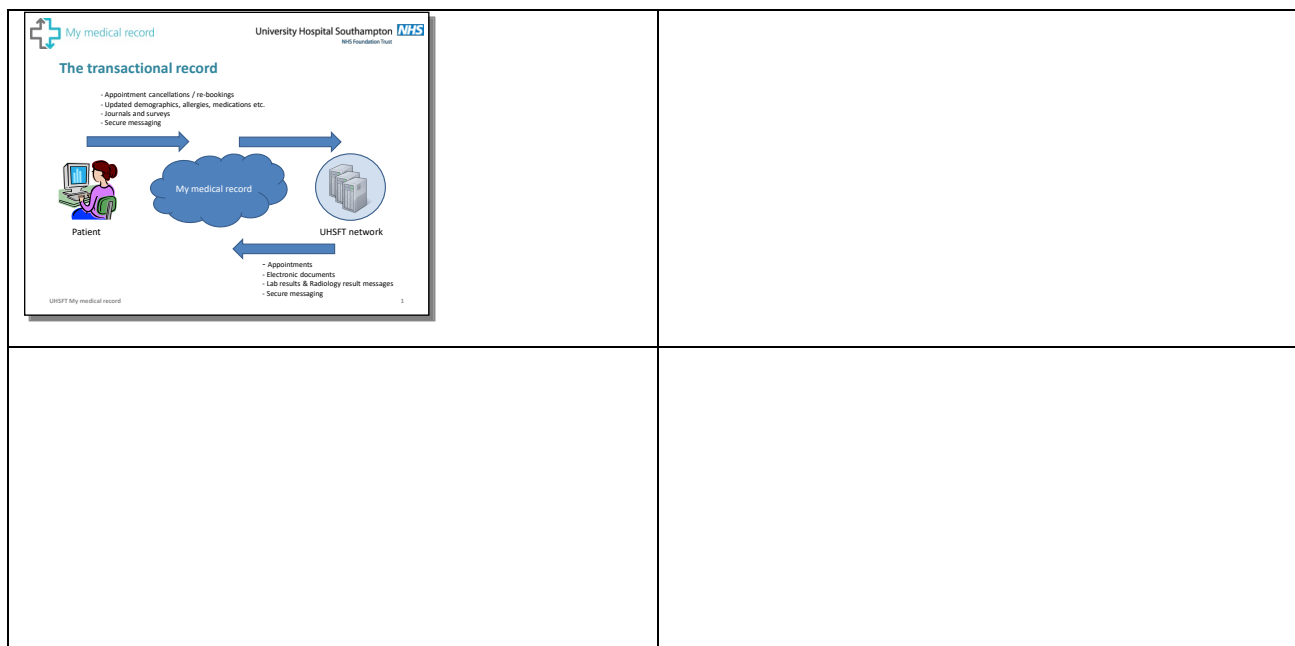 My medical record
University Hospital Southampton NHS
NHS Foundation Trust
The transactional record
- Appointment cancellations / re-bookings
- Updated demographics, allergies, medications etc.
- Journals and surveys
- Secure messaging
My medical record
Patient
UHSFT network
- Appointments
- Electronic documents
- Lab results & Radiology result messages
- Secure messaging
UHSFT My medical record
1